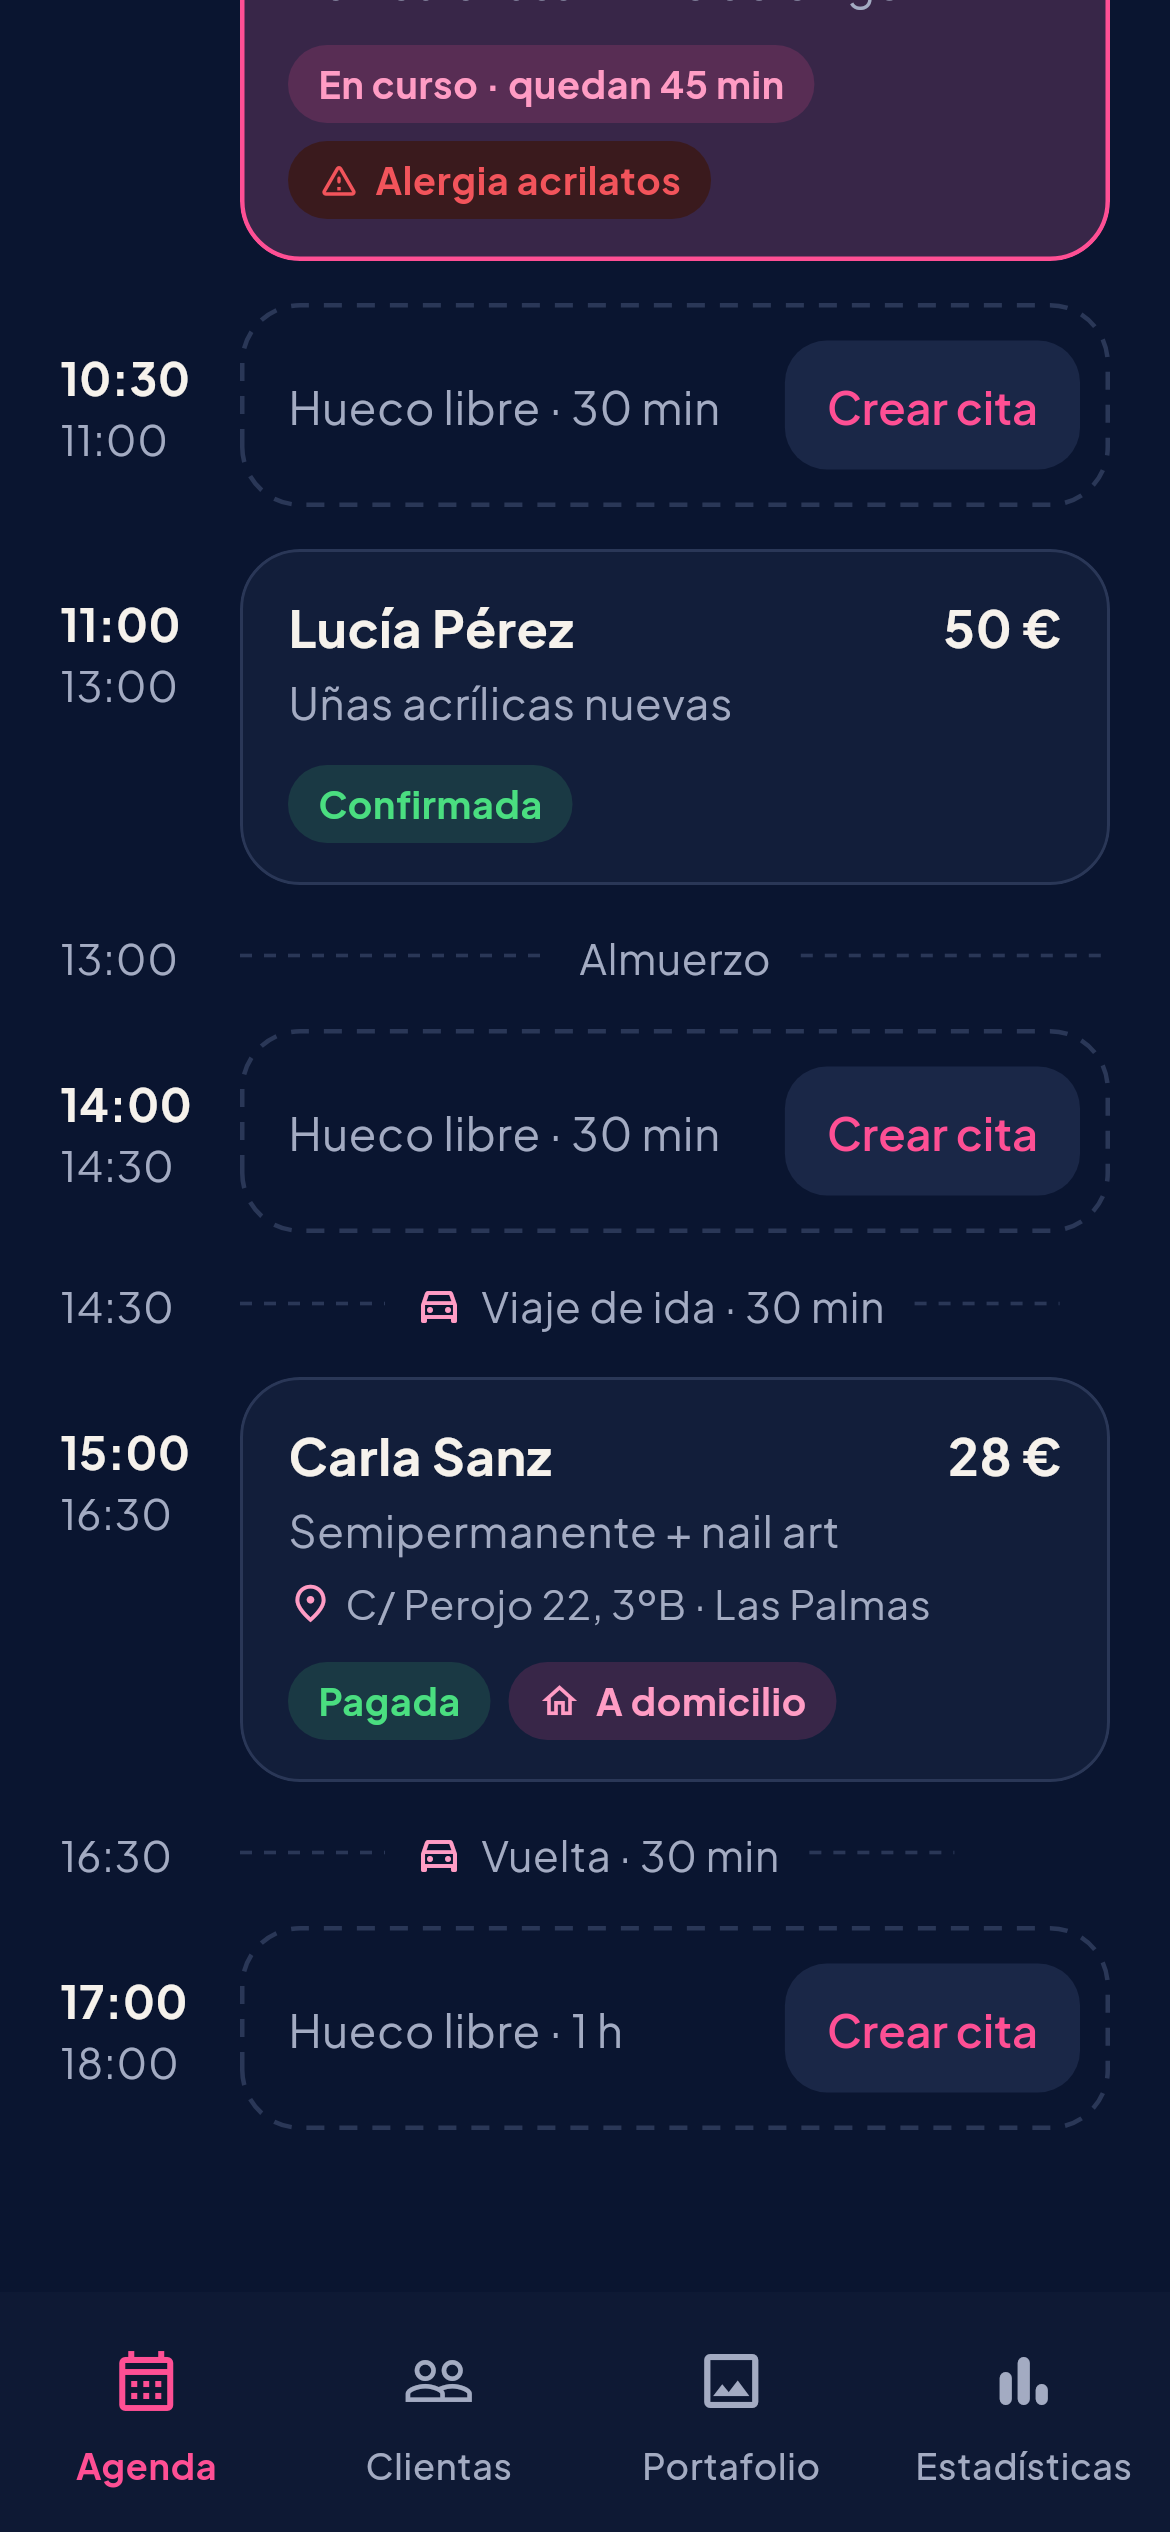 En curso · quedan 45 min
Alergia acrilatos
10:30
11:00
Hueco libre · 30 min
Crear cita
11:00
13:00
Lucía Pérez
50 €
Uñas acrílicas nuevas
Confirmada
13:00
Almuerzo
14:00
14:30
Hueco libre · 30 min
Crear cita
14:30
Viaje de ida · 30 min
15:00
16:30
Carla Sanz
28 €
Semipermanente + nail art
C/ Perojo 22, 3ºB · Las Palmas
Pagada
A domicilio
16:30
Vuelta · 30 min
17:00
18:00
Hueco libre · 1 h
Crear cita
Agenda
Clientas
Portafolio
Estadísticas